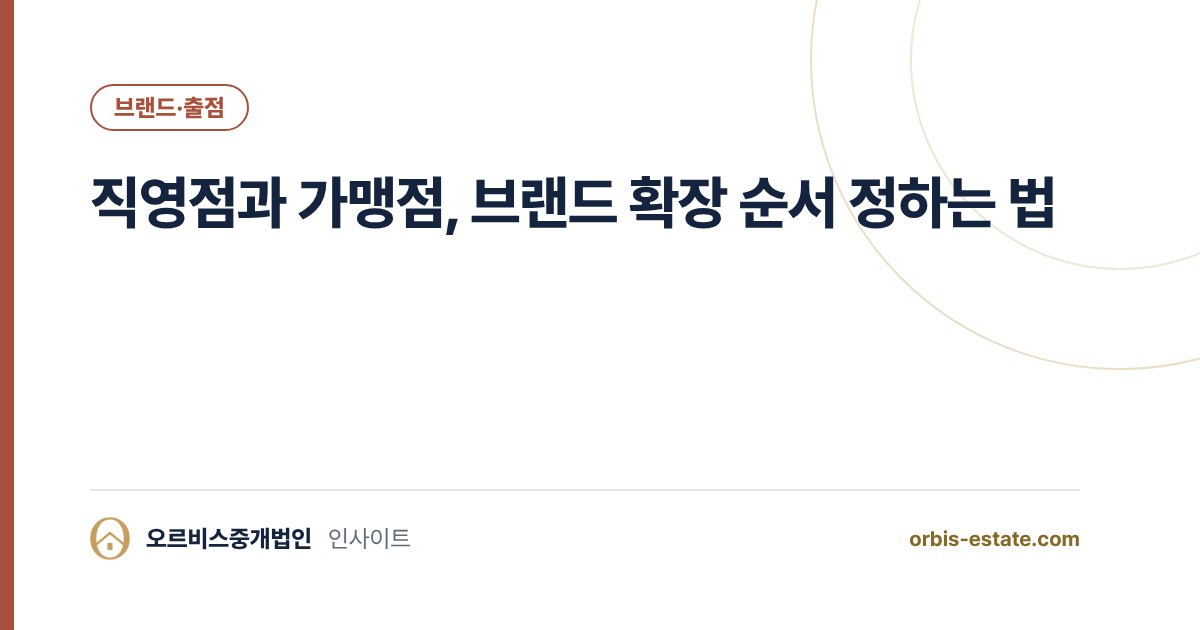 브랜드·출점
직영점과 가맹점, 브랜드 확장 순서 정하는 법
오르비스중개법인 인사이트
orbis-estate.com